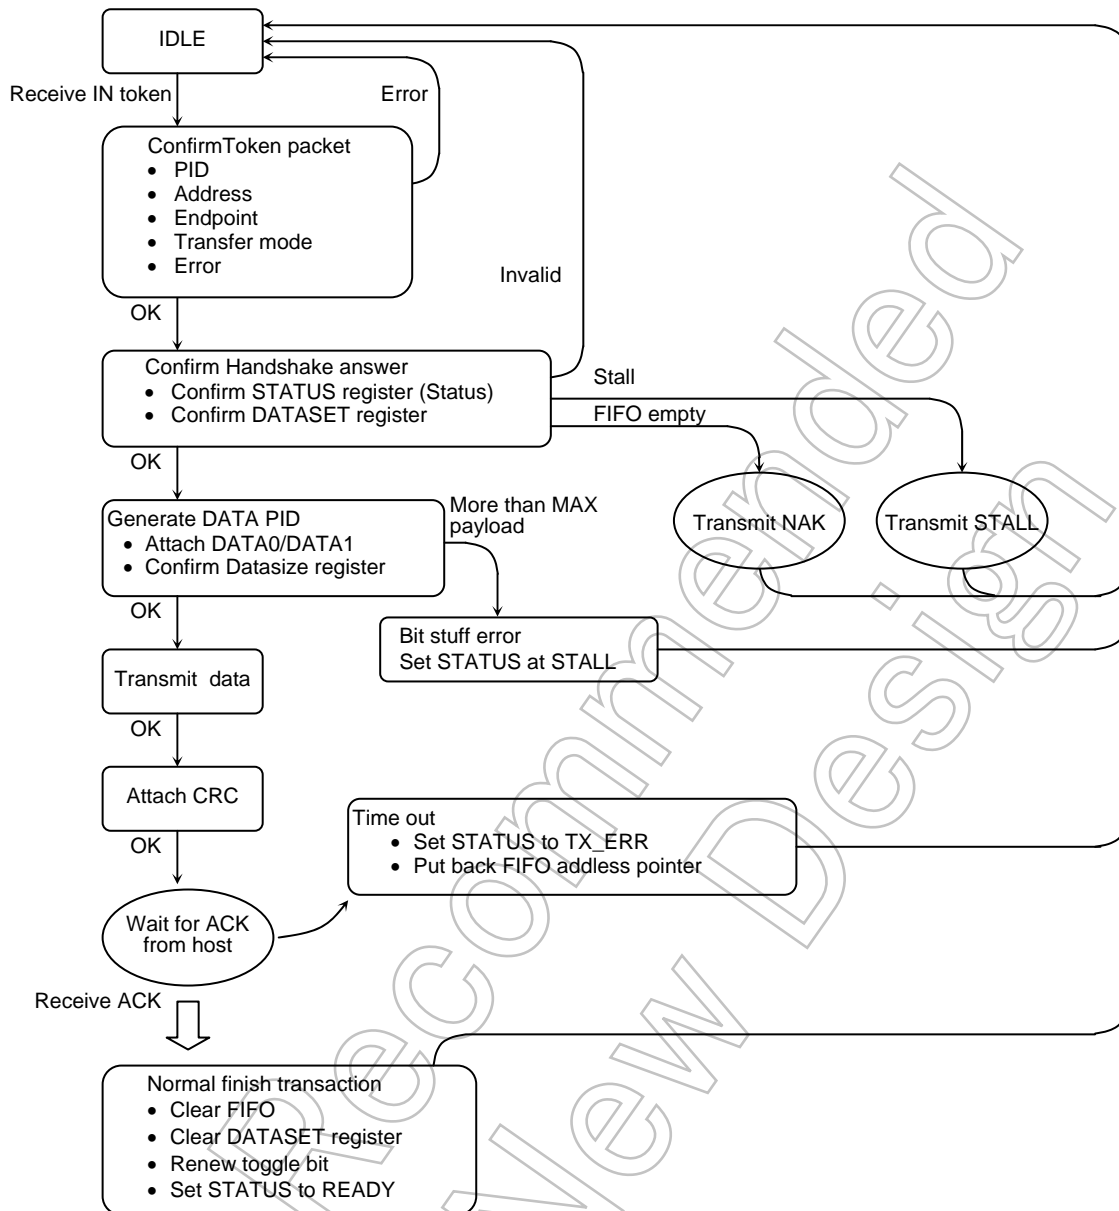 IDLE
Receive IN token
Error
ConfirmToken packet
• PID
• Address
• Endpoint
• Transfer mode
• Error
Invalid
OK
Confirm Handshake answer
• Confirm STATUS register (Status)
• Confirm DATASET register
Stall
FIFO empty
OK
Generate DATA PID
• Attach DATA0/DATA1
• Confirm Datasize register
More than MAX
payload
Transmit NAK
Transmit STALL
OK
Bit stuff error
Set STATUS at STALL
Transmit data
OK
Attach CRC
OK
Time out
• Set STATUS to TX_ERR
• Put back FIFO addless pointer
Wait for ACK
from host
Receive ACK
Normal finish transaction
• Clear FIFO
• Clear DATASET register
• Renew toggle bit
• Set STATUS to READY
Recommended
New Design